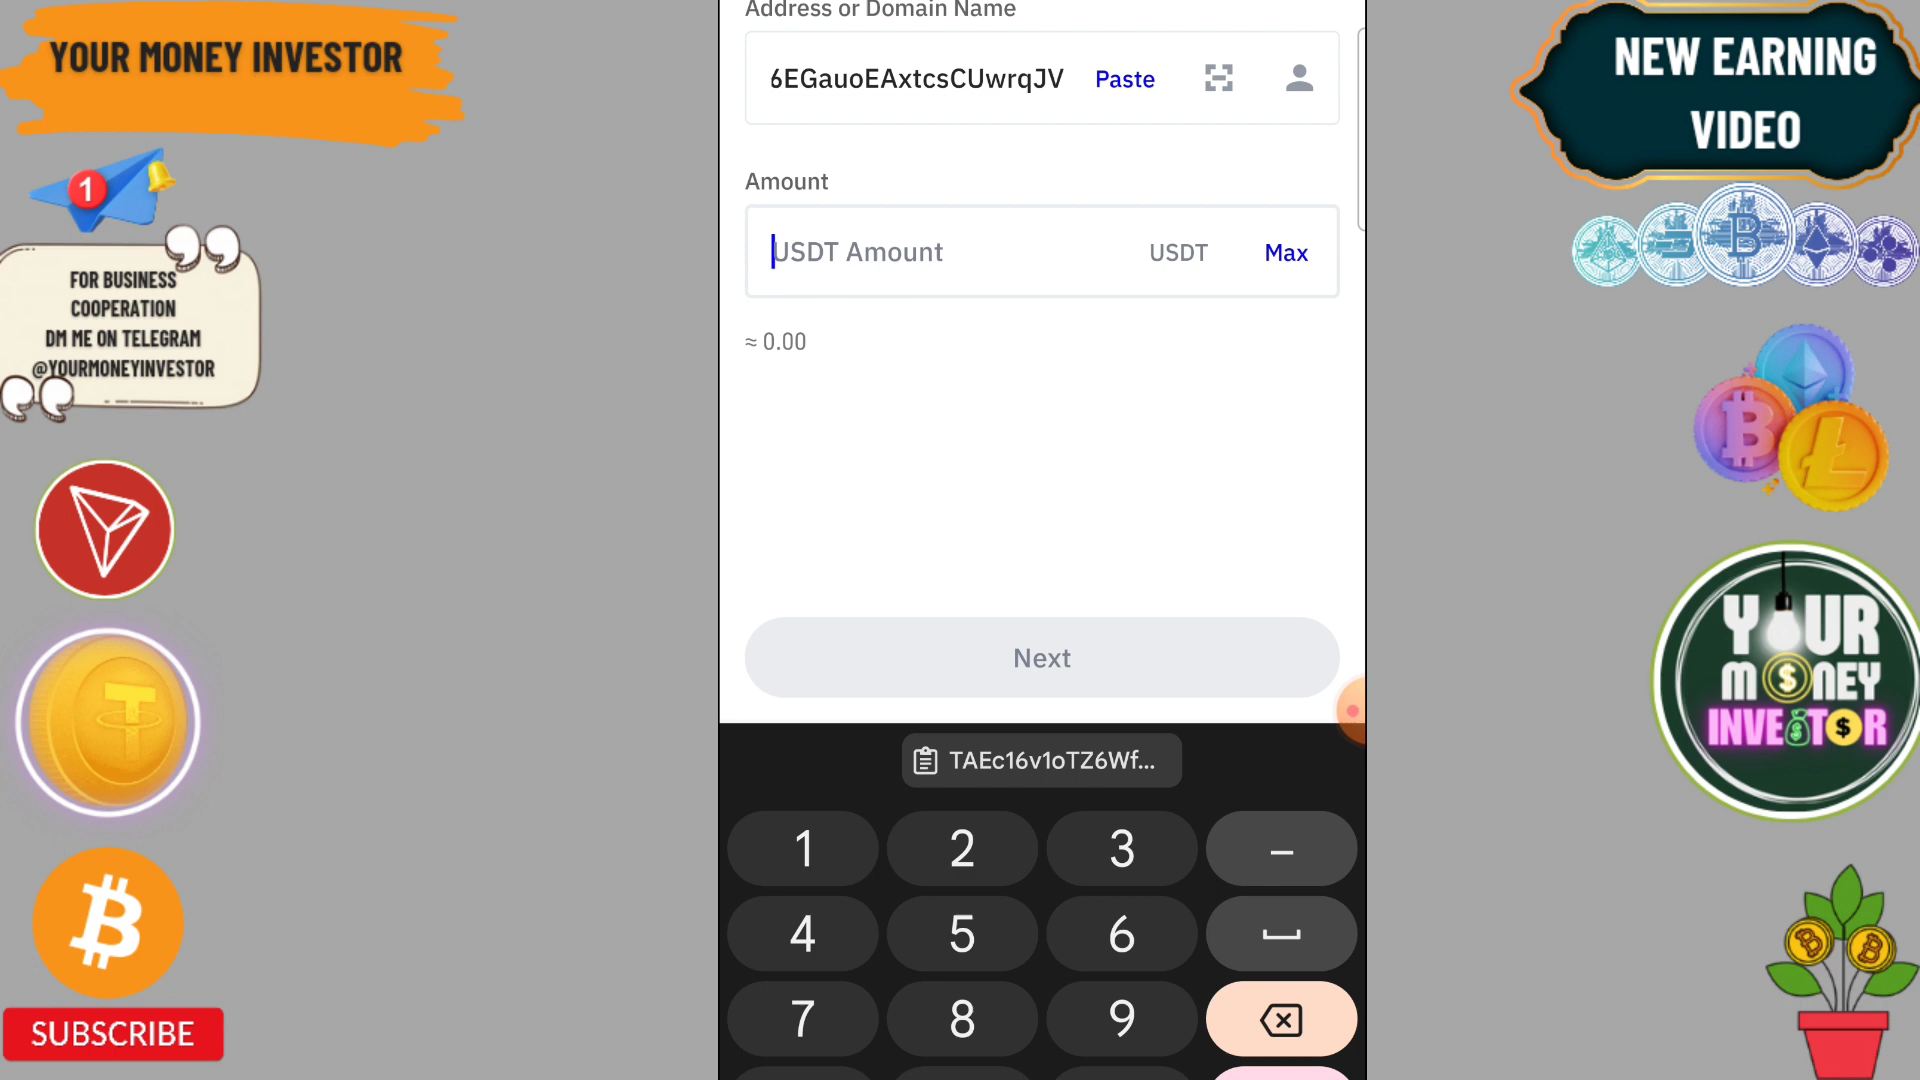 YOUR MONEY INVESTOR
1
FOR BUSINESS
COOPERATION
DM ME ON TELEGRAM
@YOURMONEYINVESTOR
SUBSCRIBE
Address or Domain Name
6EGauoEAxtcsCUwrqJV Paste
Amount
USDT Amount USDT Max
≈ 0.00
Next
TAEc16v1oTZ6Wf...
1 2 3 –
4 5 6
7 8 9
NEW EARNING
VIDEO
YOUR
MONEY
INVESTOR